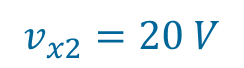 v_{x2} = 20 V